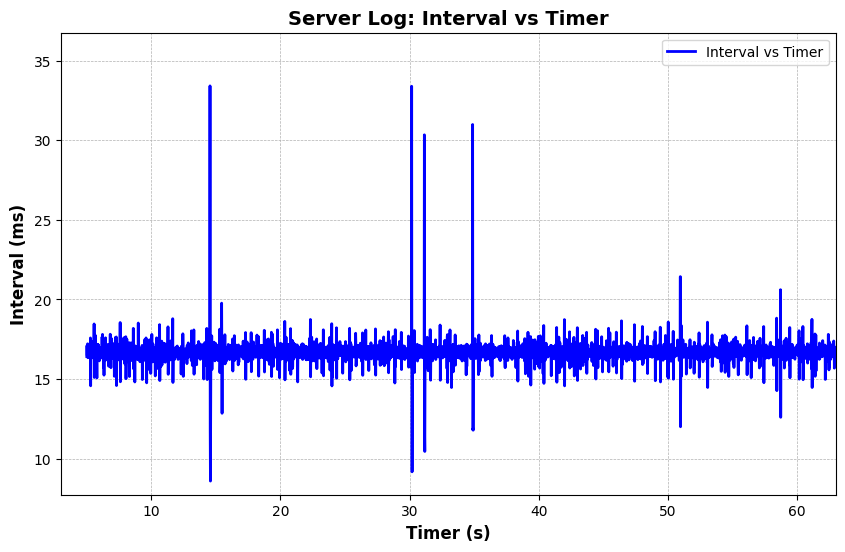 Server Log: Interval vs Timer
Interval vs Timer
35
30
25
20
15
10
Interval (ms)
10 20 30 40 50 60
Timer (s)